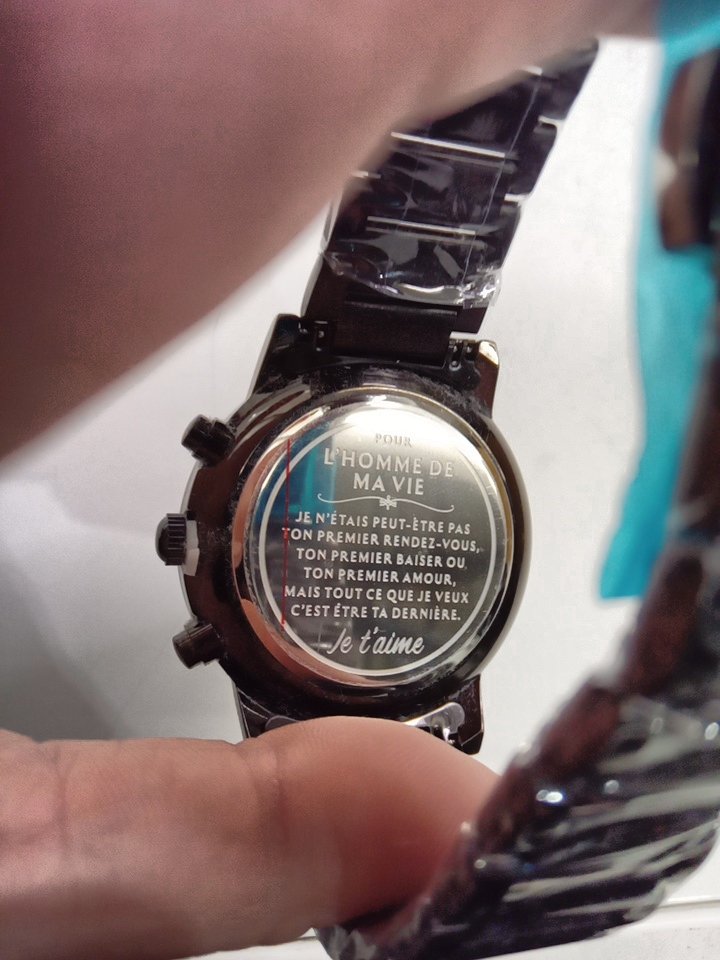 POUR
L'HOMME DE
MA VIE
JE N'ÉTAIS PEUT-ÊTRE PAS
TON PREMIER RENDEZ-VOUS,
TON PREMIER BAISER OU
TON PREMIER AMOUR,
MAIS TOUT CE QUE JE VEUX
C'EST ÊTRE TA DERNIÈRE.
Je t'aime